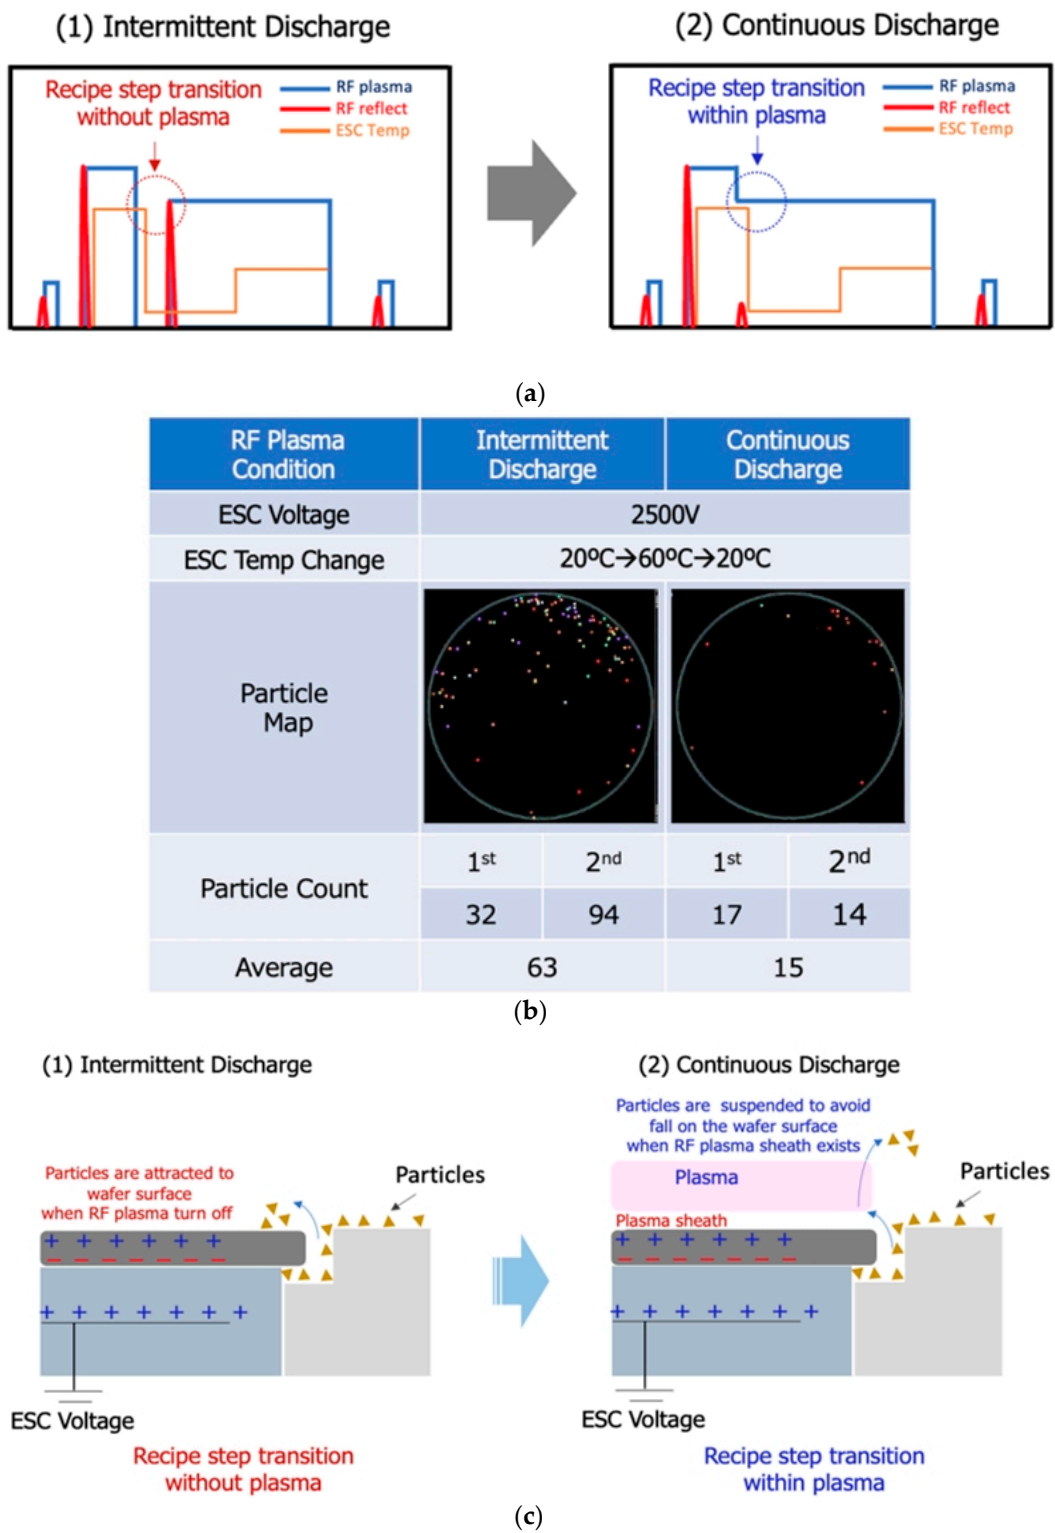 (1) Intermittent Discharge
(2) Continuous Discharge
Recipe step transition
without plasma
RF plasma
RF reflect
ESC Temp
Recipe step transition
within plasma
RF plasma
RF reflect
ESC Temp
(a)
RF Plasma
Condition
Intermittent
Discharge
Continuous
Discharge
ESC Voltage
2500V
ESC Temp Change
20ºC→60ºC→20ºC
Particle
Map
Particle Count
1st
2nd
1st
2nd
32
94
17
14
Average
63
15
(b)
(1) Intermittent Discharge
(2) Continuous Discharge
Particles are attracted to
wafer surface
when RF plasma turn off
Particles
+ + + + + +
− − − − − − −
+ + + + + + +
ESC Voltage
Recipe step transition
without plasma
Particles are suspended to avoid
fall on the wafer surface
when RF plasma sheath exists
Plasma
Particles
Plasma sheath
+ + + + + +
− − − − − − −
+ + + + + + +
ESC Voltage
Recipe step transition
within plasma
(c)